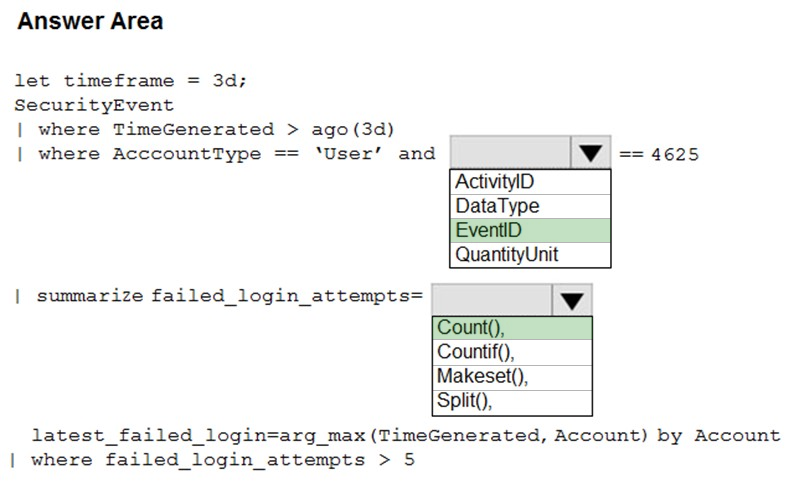 Answer Area
let timeframe = 3d;
SecurityEvent
| where TimeGenerated > ago(3d)
| where AcccountType == ‘User’ and == 4625
ActivityID
DataType
EventID
QuantityUnit
| summarize failed_login_attempts=
Count(),
Countif(),
Makeset(),
Split(),
latest_failed_login=arg_max(TimeGenerated, Account) by Account
| where failed_login_attempts > 5